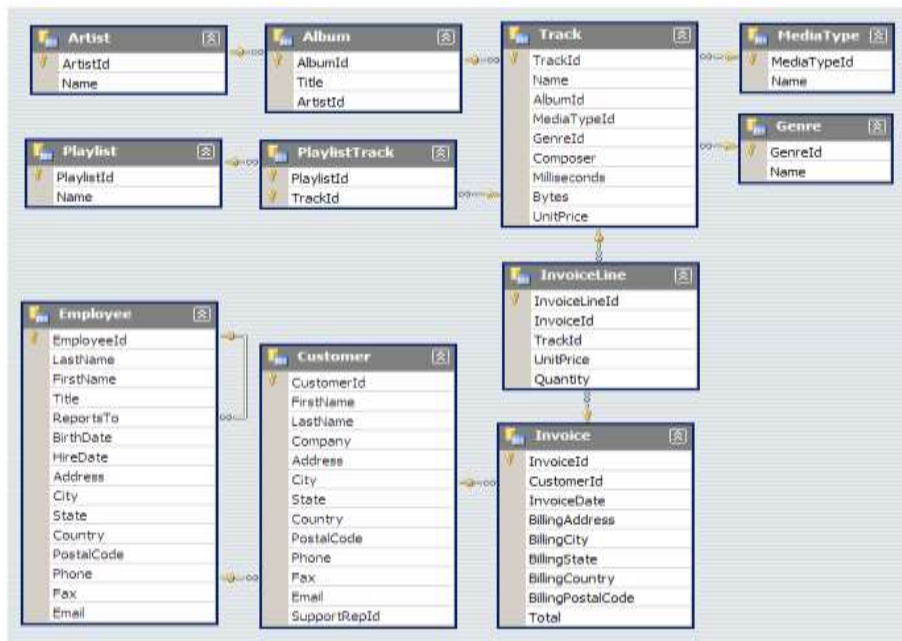 Artist
ArtistId
Name
Album
AlbumId
Title
ArtistId
Track
TrackId
Name
AlbumId
MediaTypeId
GenreId
Composer
Milliseconds
Bytes
UnitPrice
MediaType
MediaTypeId
Name
Genre
GenreId
Name
Playlist
PlaylistId
Name
PlaylistTrack
PlaylistId
TrackId
InvoiceLine
InvoiceLineId
InvoiceId
TrackId
UnitPrice
Quantity
Employee
EmployeeId
LastName
FirstName
Title
ReportsTo
BirthDate
HireDate
Address
City
State
Country
PostalCode
Phone
Fax
Email
Customer
CustomerId
FirstName
LastName
Company
Address
City
State
Country
PostalCode
Phone
Fax
Email
SupportRepId
Invoice
InvoiceId
CustomerId
InvoiceDate
BillingAddress
BillingCity
BillingState
BillingCountry
BillingPostalCode
Total